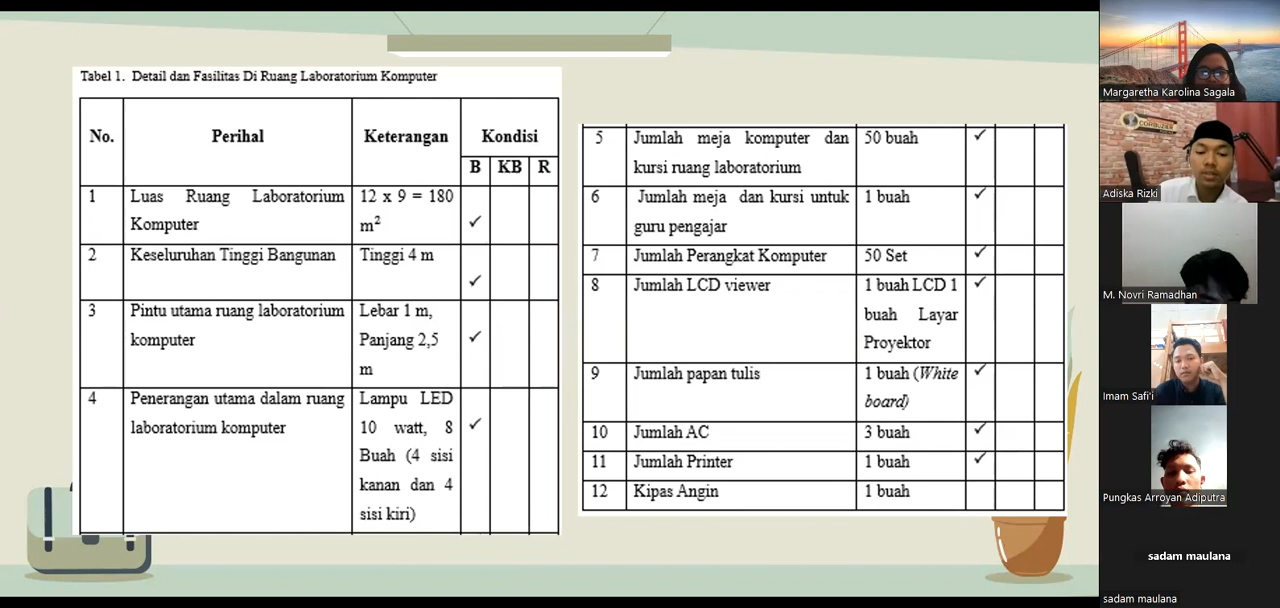 Tabel 1. Detail dan Fasilitas Di Ruang Laboratorium Komputer
No. Perihal Keterangan Kondisi
B KB R
1 Luas Ruang Laboratorium 12 x 9 = 180
Komputer m² ✓
2 Keseluruhan Tinggi Bangunan Tinggi 4 m
✓
3 Pintu utama ruang laboratorium Lebar 1 m,
komputer Panjang 2,5 ✓
m
4 Penerangan utama dalam ruang Lampu LED
laboratorium komputer 10 watt, 8 ✓
Buah (4 sisi
kanan dan 4
sisi kiri)
5 Jumlah meja komputer dan 50 buah ✓
kursi ruang laboratorium
6 Jumlah meja dan kursi untuk 1 buah ✓
guru pengajar
7 Jumlah Perangkat Komputer 50 Set ✓
8 Jumlah LCD viewer 1 buah LCD 1 ✓
buah Layar
Proyektor
9 Jumlah papan tulis 1 buah (White ✓
board)
10 Jumlah AC 3 buah ✓
11 Jumlah Printer 1 buah ✓
12 Kipas Angin 1 buah
Margaretha Karolina Sagala
CORBUZIER
Adiska Rizki
M. Novri Ramadhan
Imam Safi'i
Pungkas Arroyan Adiputra
sadam maulana
sadam maulana